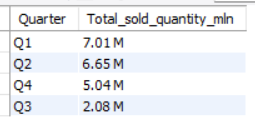 Quarter Total_sold_quantity_mln
Q1 7.01 M
Q2 6.65 M
Q4 5.04 M
Q3 2.08 M